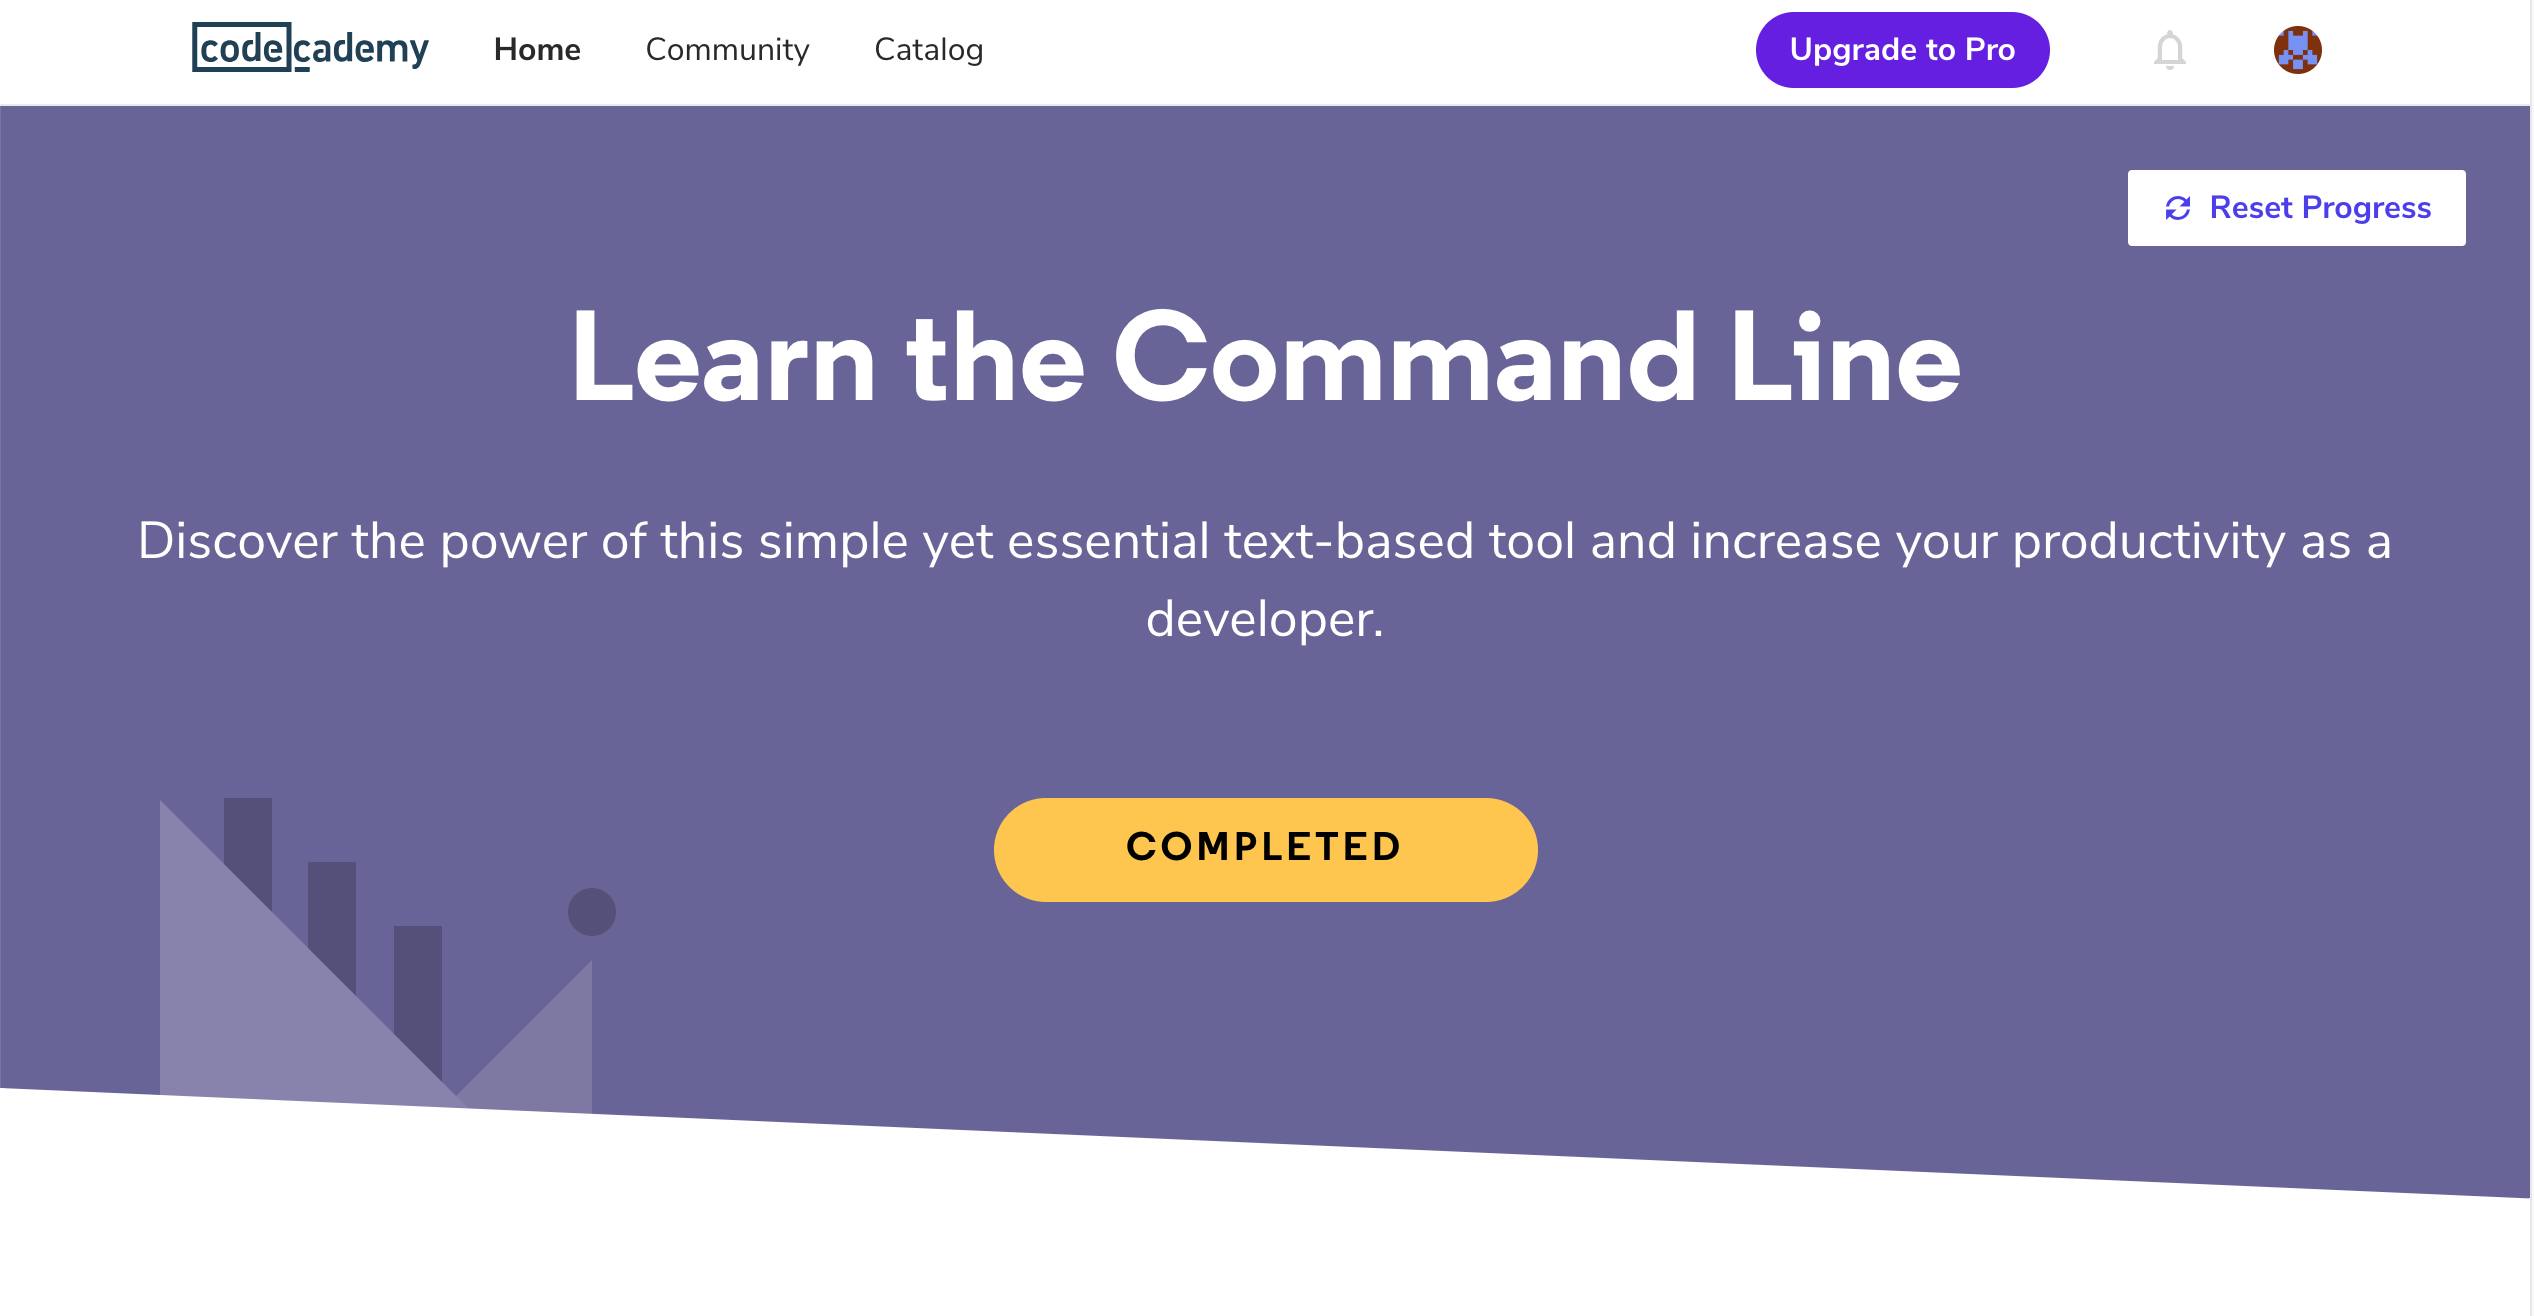 codecademy
Home
Community
Catalog
Upgrade to Pro
Reset Progress
Learn the Command Line
Discover the power of this simple yet essential text-based tool and increase your productivity as a
developer.
COMPLETED